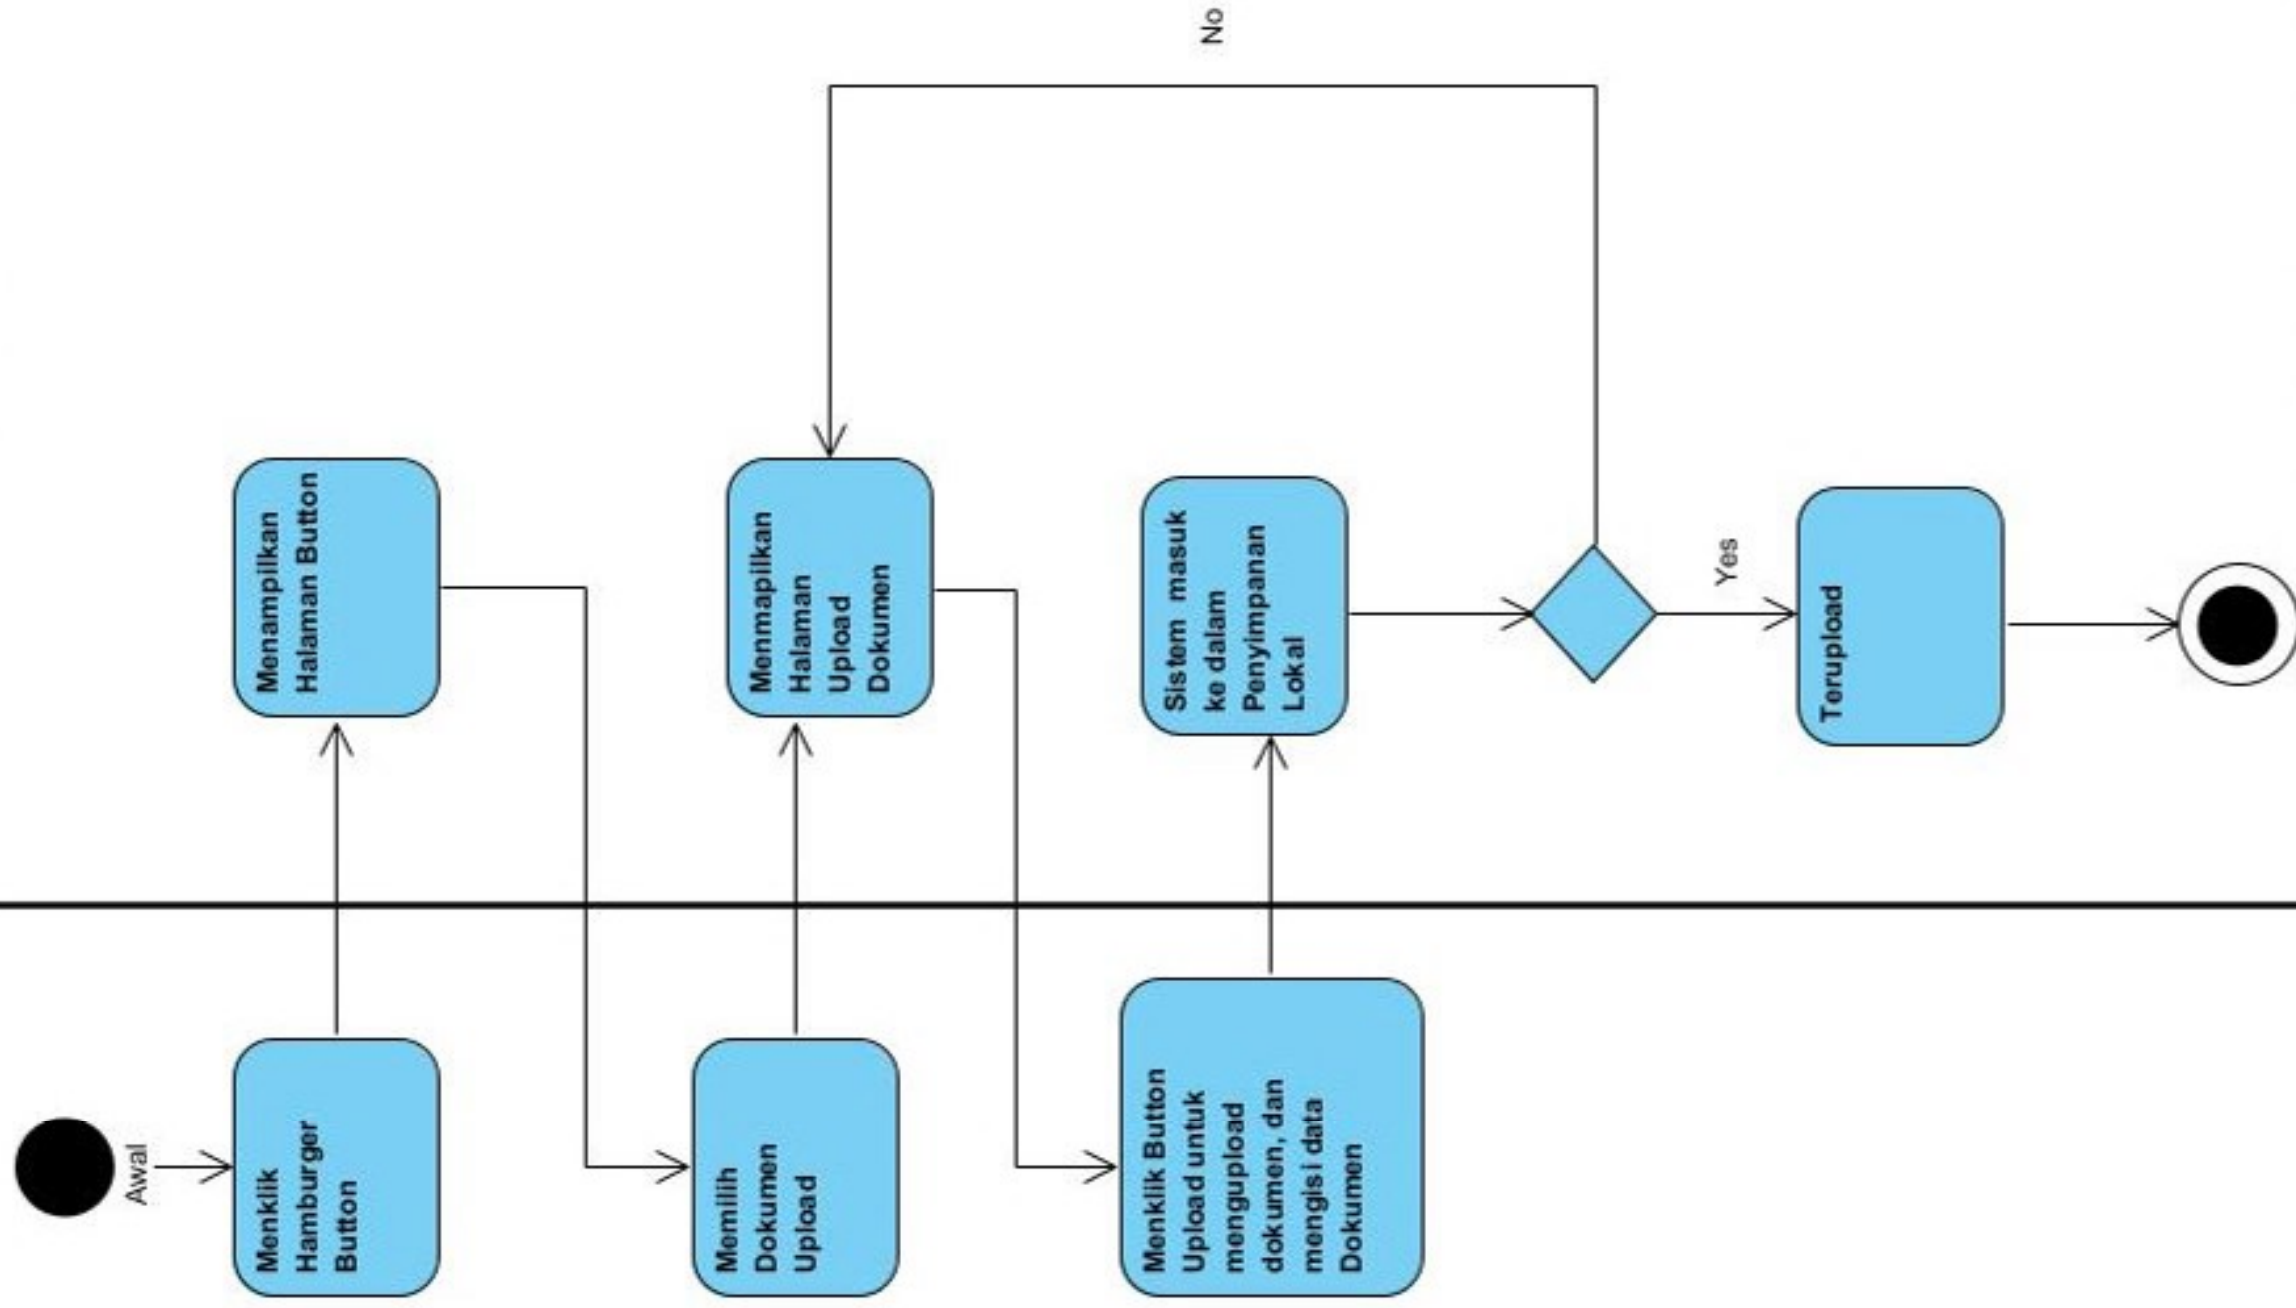 Awal
Menklik
Hamburger
Button
Menampilkan
Halaman Button
Memilih
Dokumen
Upload
Menmapilkan
Halaman
Upload
Dokumen
Menklik Button
Upload untuk
mengupload
dokumen, dan
mengisi data
Dokumen
Sistem masuk
ke dalam
Penyimpanan
Lokal
No
Yes
Terupload